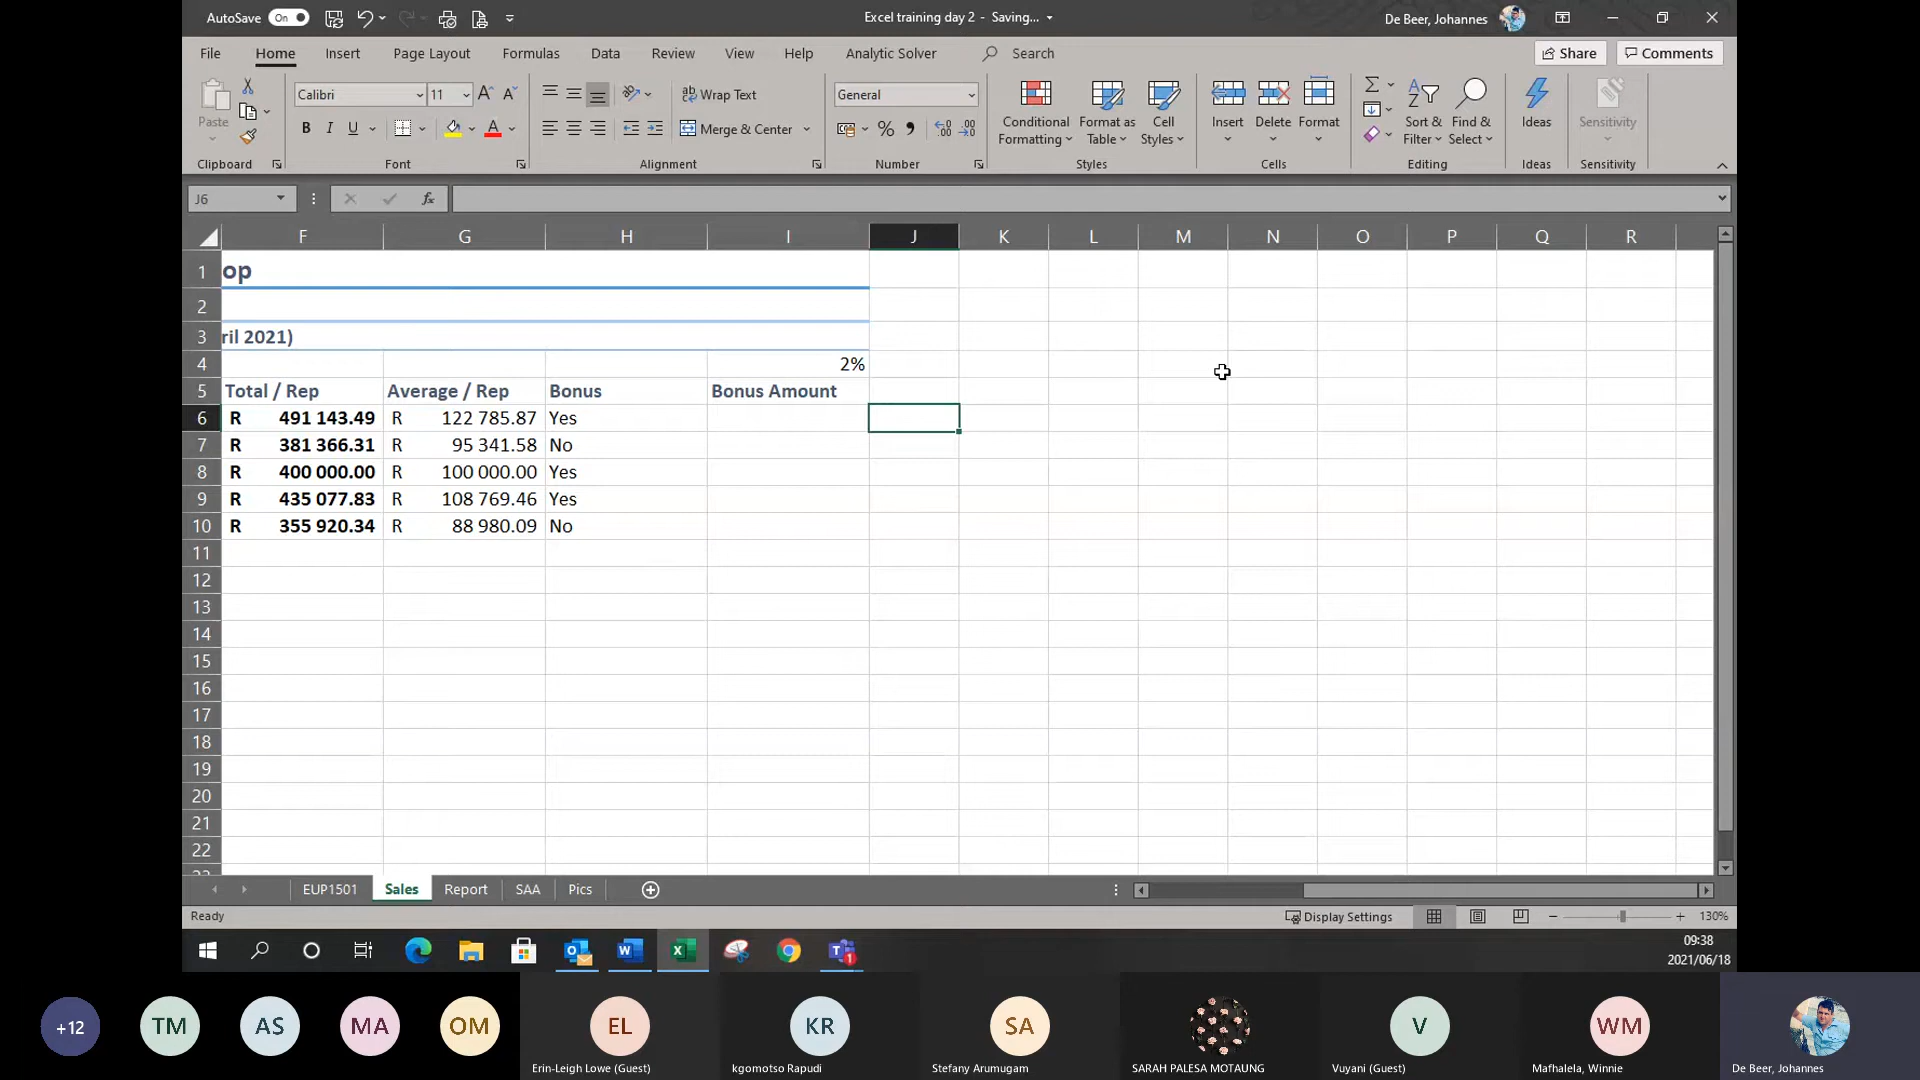 AutoSave On Excel training day 2 - Saving... De Beer, Johannes
File Home Insert Page Layout Formulas Data Review View Help Analytic Solver Search Share Comments
Paste Calibri 11 Wrap Text General Conditional Formatting Format as Table Cell Styles Insert Delete Format Sort & Filter Find & Select Ideas Sensitivity
B I U A Merge & Center %
Clipboard Font Alignment Number Styles Cells Editing Ideas Sensitivity
J6 fx
F G H I J K L M N O P Q R
1 op
2
3 ril 2021)
4 2%
5 Total / Rep Average / Rep Bonus Bonus Amount
6 R 491 143.49 R 122 785.87 Yes
7 R 381 366.31 R 95 341.58 No
8 R 400 000.00 R 100 000.00 Yes
9 R 435 077.83 R 108 769.46 Yes
10 R 355 920.34 R 88 980.09 No
11
12
13
14
15
16
17
18
19
20
21
22
EUP1501 Sales Report SAA Pics
Ready Display Settings 130%
09:38
2021/06/18
+12 TM AS MA OM EL KR SA V WM
Erin-Leigh Lowe (Guest) kgomotso Rapudi Stefany Arumugam SARAH PALESA MOTAUNG Vuyani (Guest) Mafhalela, Winnie De Beer, Johannes